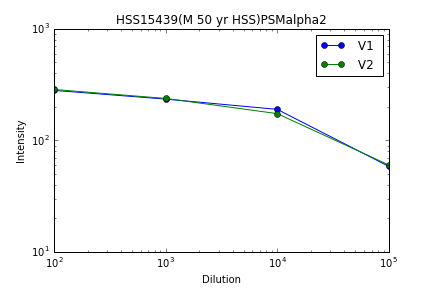 HSS15439(M 50 yr HSS)PSMalpha2
10³
V1
V2
10²
Intensity
10¹
10² 10³ 10⁴ 10⁵
Dilution